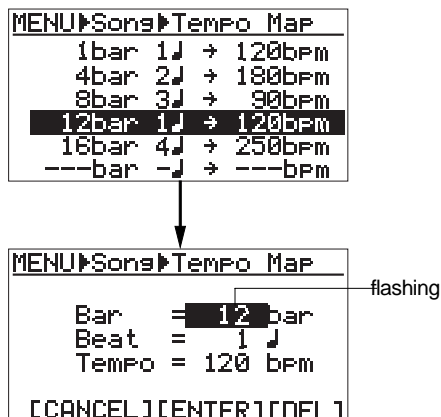 MENU▶Song▶Tempo Map
1bar 1♩ → 120bpm
4bar 2♩ → 180bpm
8bar 3♩ → 90bpm
12bar 1♩ → 120bpm
16bar 4♩ → 250bpm
---bar -♩ → ---bpm
MENU▶Song▶Tempo Map
flashing
Bar = 12 bar
Beat = 1 ♩
Tempo = 120 bpm
[CANCEL][ENTER][DEL]